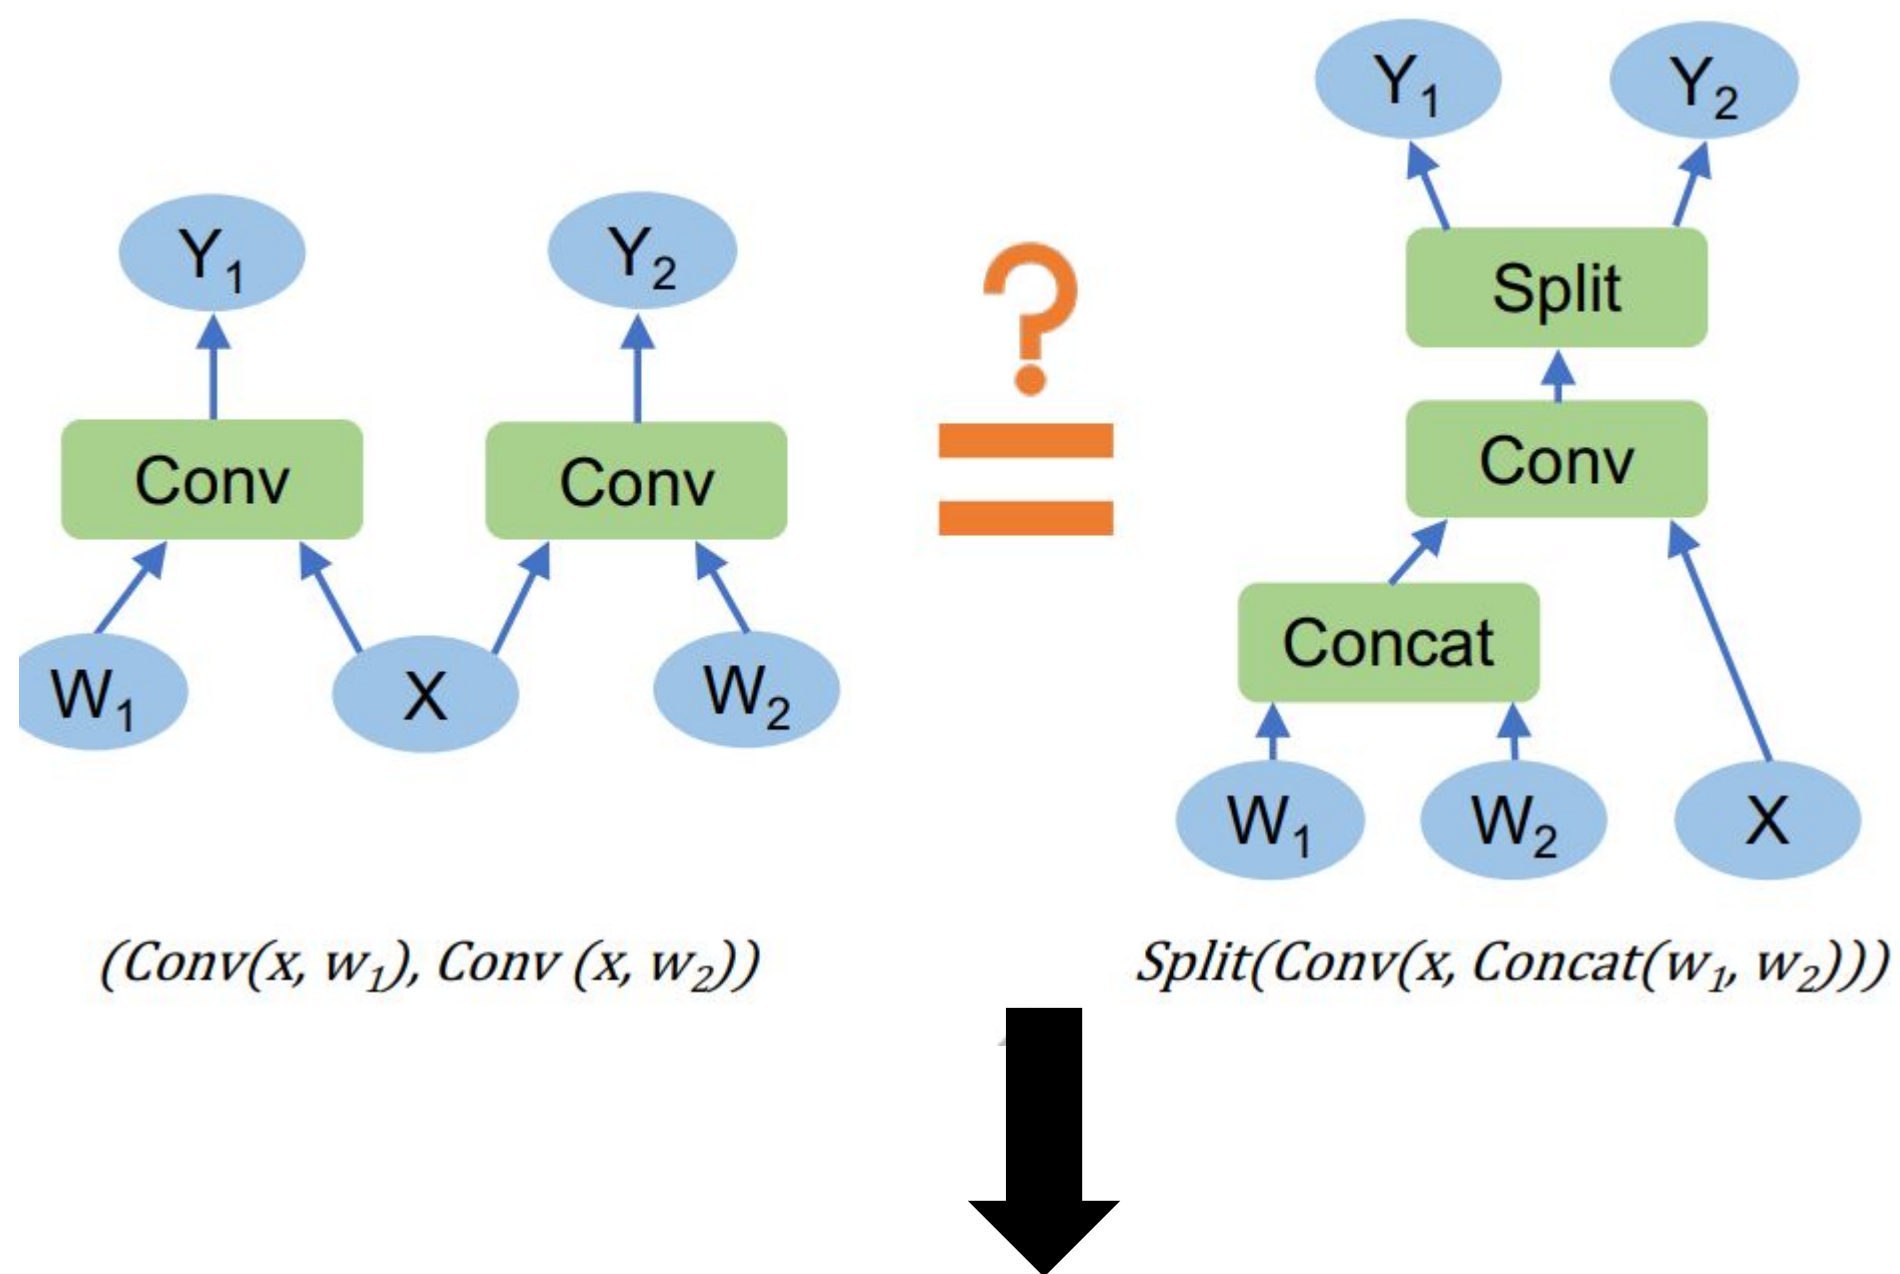 Y₁ Y₂
Y₁ Y₂
?
=
Split
Conv Conv
Conv
Concat
W₁ X W₂
W₁ W₂ X
(Conv(x, w₁), Conv (x, w₂))
Split(Conv(x, Concat(w₁, w₂)))